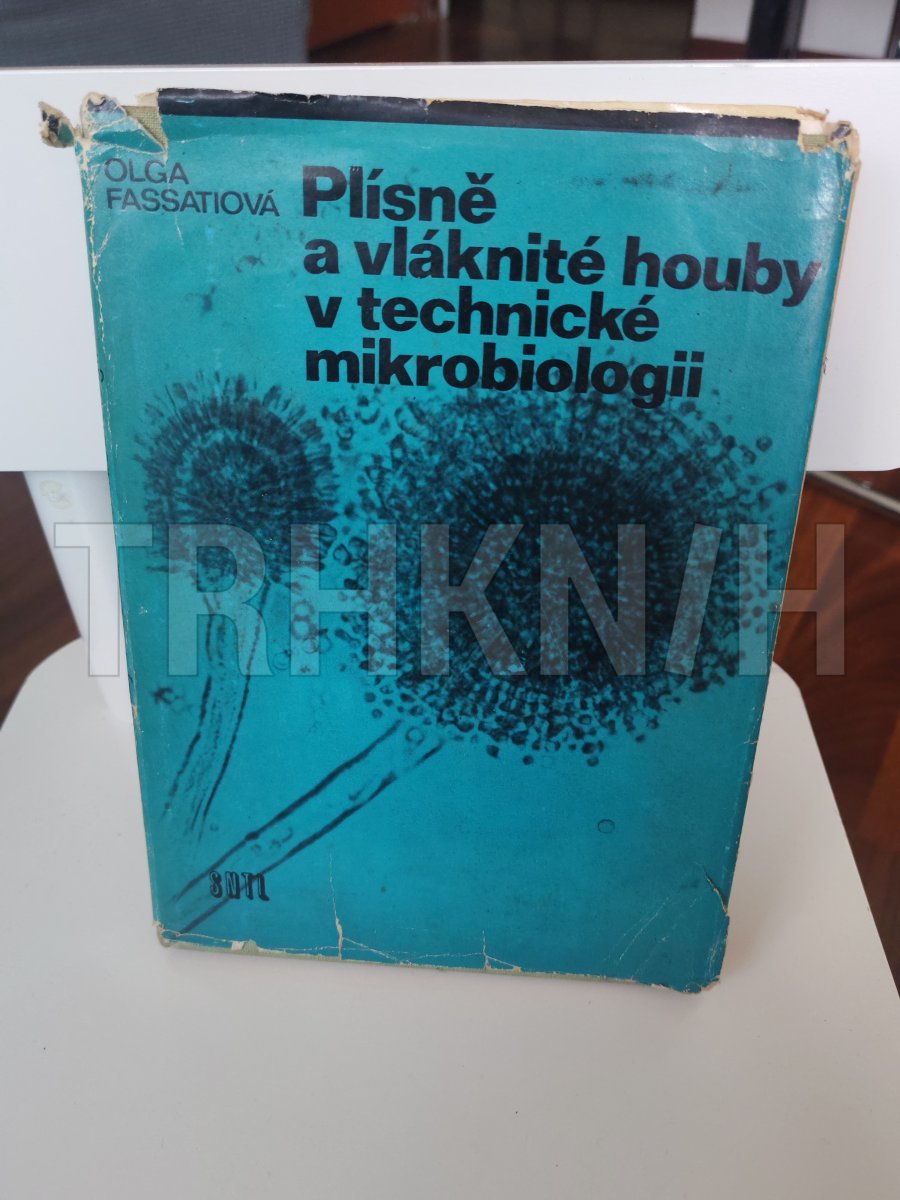 OLGA
FASSATIOVÁ
Plísně
a vláknité houby
v technické
mikrobiologii
TRHKNIH
SNTL